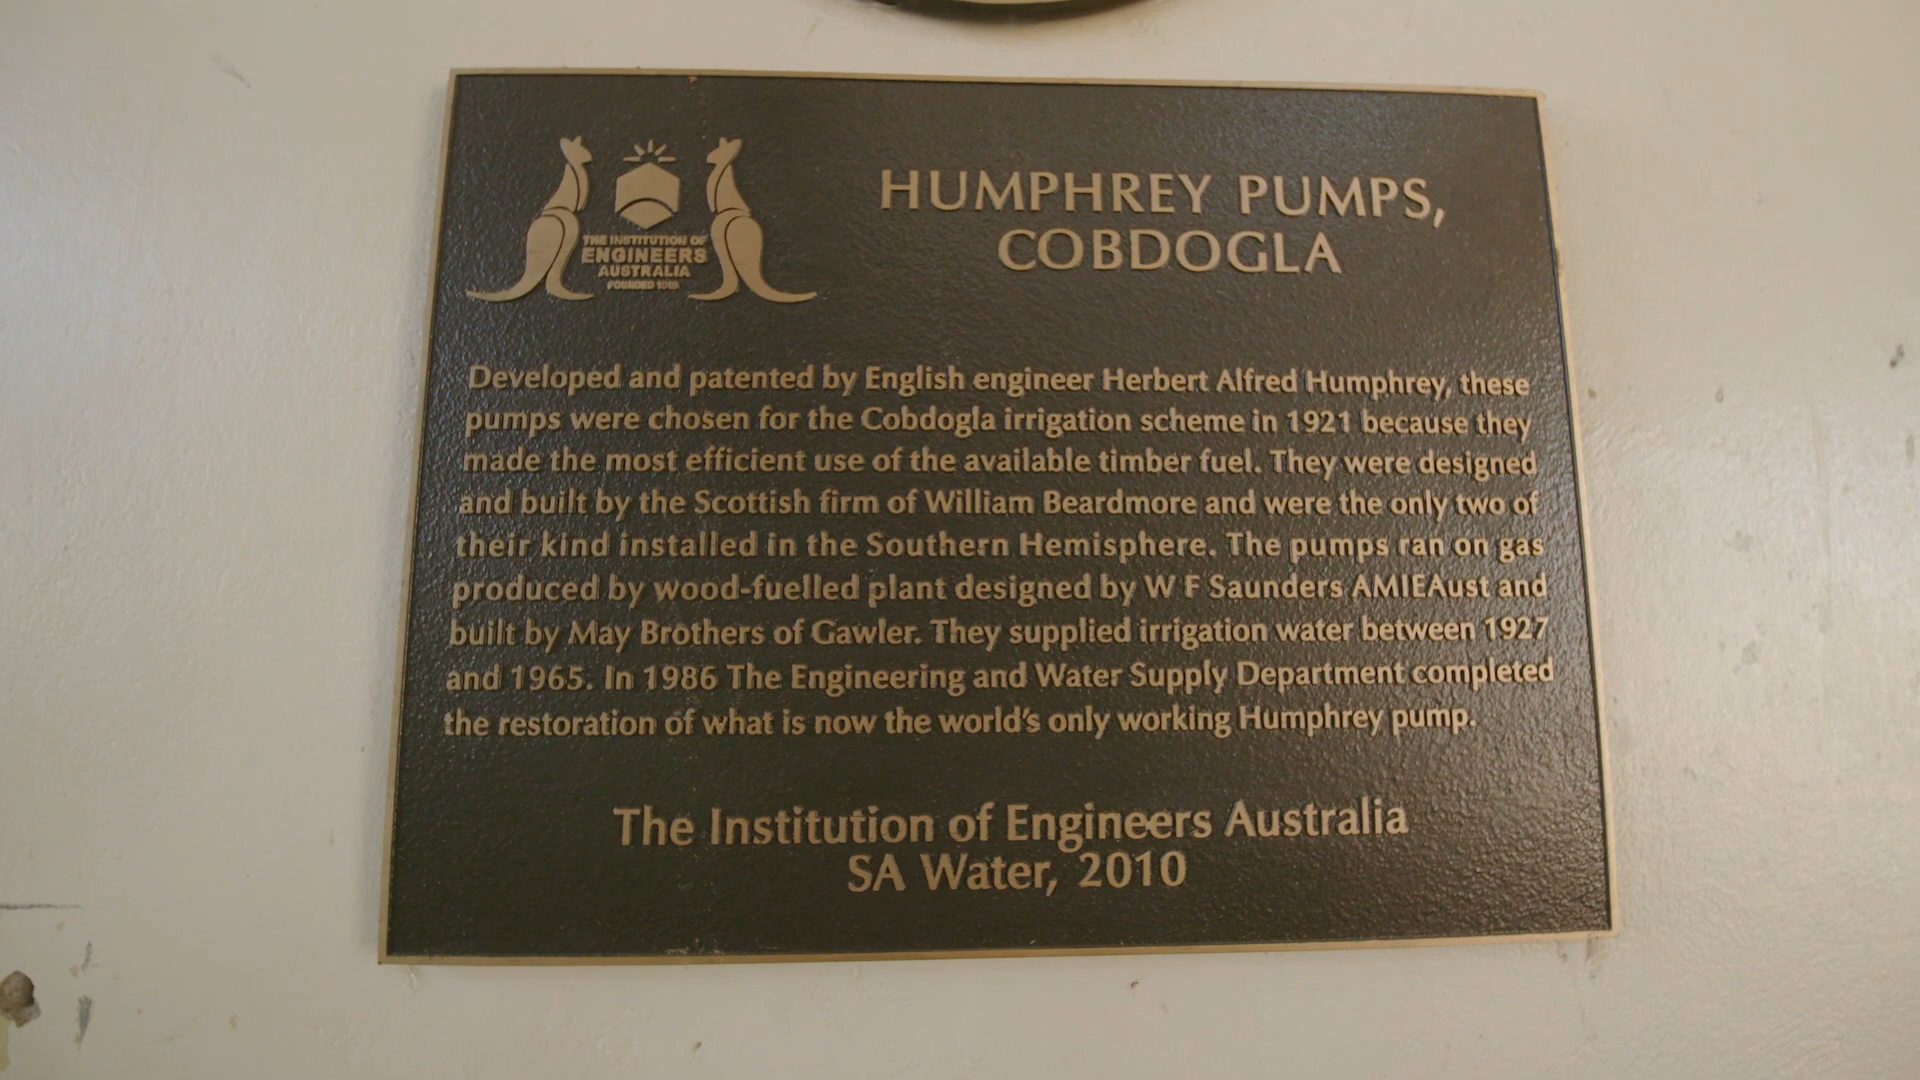 THE INSTITUTION OF
ENGINEERS
AUSTRALIA
FOUNDED 1919
HUMPHREY PUMPS,
COBDOGLA
Developed and patented by English engineer Herbert Alfred Humphrey, these
pumps were chosen for the Cobdogla irrigation scheme in 1921 because they
made the most efficient use of the available timber fuel. They were designed
and built by the Scottish firm of William Beardmore and were the only two of
their kind installed in the Southern Hemisphere. The pumps ran on gas
produced by wood-fuelled plant designed by W F Saunders AMIEAust and
built by May Brothers of Gawler. They supplied irrigation water between 1927
and 1965. In 1986 The Engineering and Water Supply Department completed
the restoration of what is now the world's only working Humphrey pump.
The Institution of Engineers Australia
SA Water, 2010